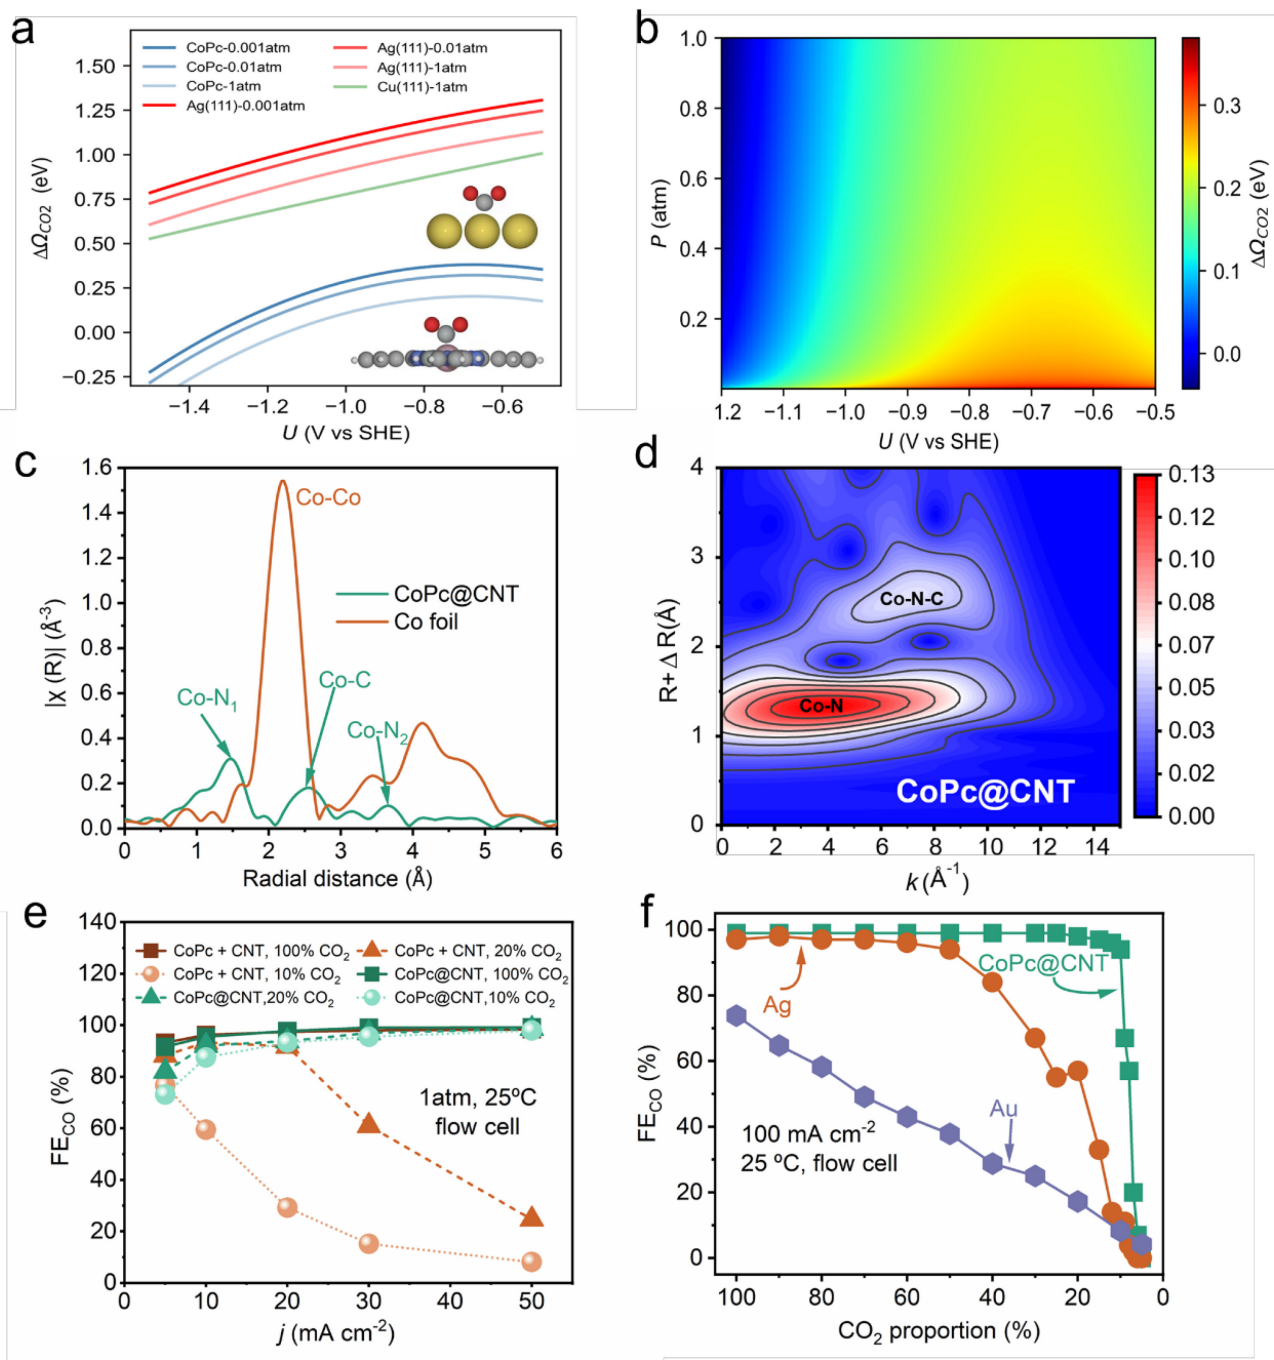 a
CoPc-0.001atm
CoPc-0.01atm
CoPc-1atm
Ag(111)-0.001atm
Ag(111)-0.01atm
Ag(111)-1atm
Cu(111)-1atm
1.50
1.25
1.00
0.75
0.50
0.25
0.00
−0.25
ΔΩCO2 (eV)
−1.4 −1.2 −1.0 −0.8 −0.6
U (V vs SHE)
b
1.0
0.8
0.6
0.4
0.2
P (atm)
1.2 −1.1 −1.0 −0.9 −0.8 −0.7 −0.6 −0.5
U (V vs SHE)
0.3
0.2
0.1
0.0
ΔΩCO2 (eV)
c
1.6
1.4
1.2
1.0
0.8
0.6
0.4
0.2
0.0
|χ (R)| (Å-3)
Co-Co
CoPc@CNT
Co foil
Co-N1
Co-C
Co-N2
0 1 2 3 4 5 6
Radial distance (Å)
d
4
3
2
1
0
R+ Δ R(Å)
Co-N-C
Co-N
CoPc@CNT
0 2 4 6 8 10 12 14
k (Å-1)
0.13
0.12
0.10
0.08
0.07
0.05
0.03
0.02
0.00
e
140
120
100
80
60
40
20
0
FECO (%)
CoPc + CNT, 100% CO2
CoPc + CNT, 20% CO2
CoPc + CNT, 10% CO2
CoPc@CNT, 100% CO2
CoPc@CNT,20% CO2
CoPc@CNT,10% CO2
1atm, 25ºC
flow cell
0 10 20 30 40 50
j (mA cm-2)
f
100
80
60
40
20
0
FECO (%)
CoPc@CNT
Ag
Au
100 mA cm-2
25 ºC, flow cell
100 80 60 40 20 0
CO2 proportion (%)